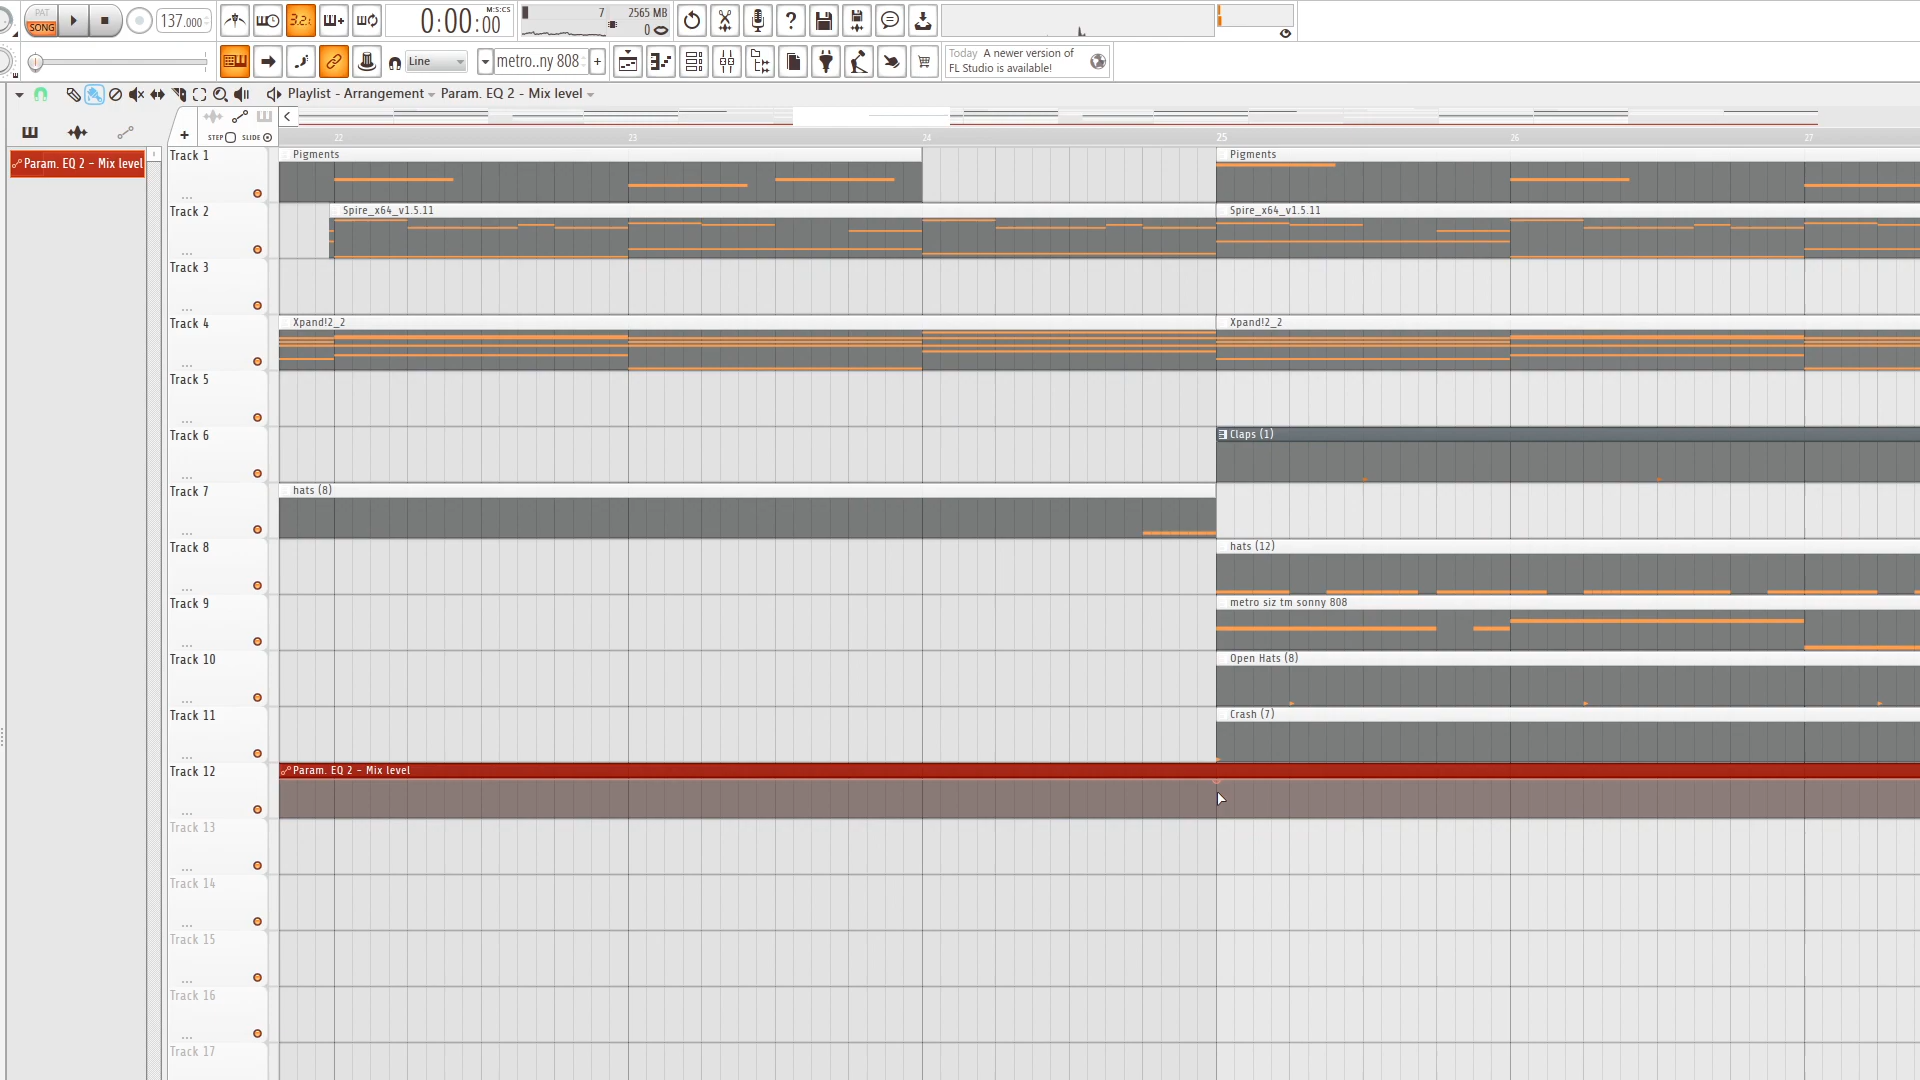 PAT
SONG
137.000
3.2.
0:00:00
M:S:CS
7
2565 MB
0
Line
metro..ny 808
Today A newer version of
FL Studio is available!
Playlist - Arrangement Param. EQ 2 - Mix level
STEP SLIDE
22 23 24 25 26 27
Param. EQ 2 - Mix level
Track 1
Pigments
Pigments
Track 2
Spire_x64_v1.5.11
Spire_x64_v1.5.11
Track 3
Track 4
Xpand!2_2
Xpand!2_2
Track 5
Track 6
Claps (1)
Track 7
hats (8)
Track 8
hats (12)
Track 9
metro siz tm sonny 808
Track 10
Open Hats (8)
Track 11
Crash (7)
Track 12
Param. EQ 2 - Mix level
Track 13
Track 14
Track 15
Track 16
Track 17